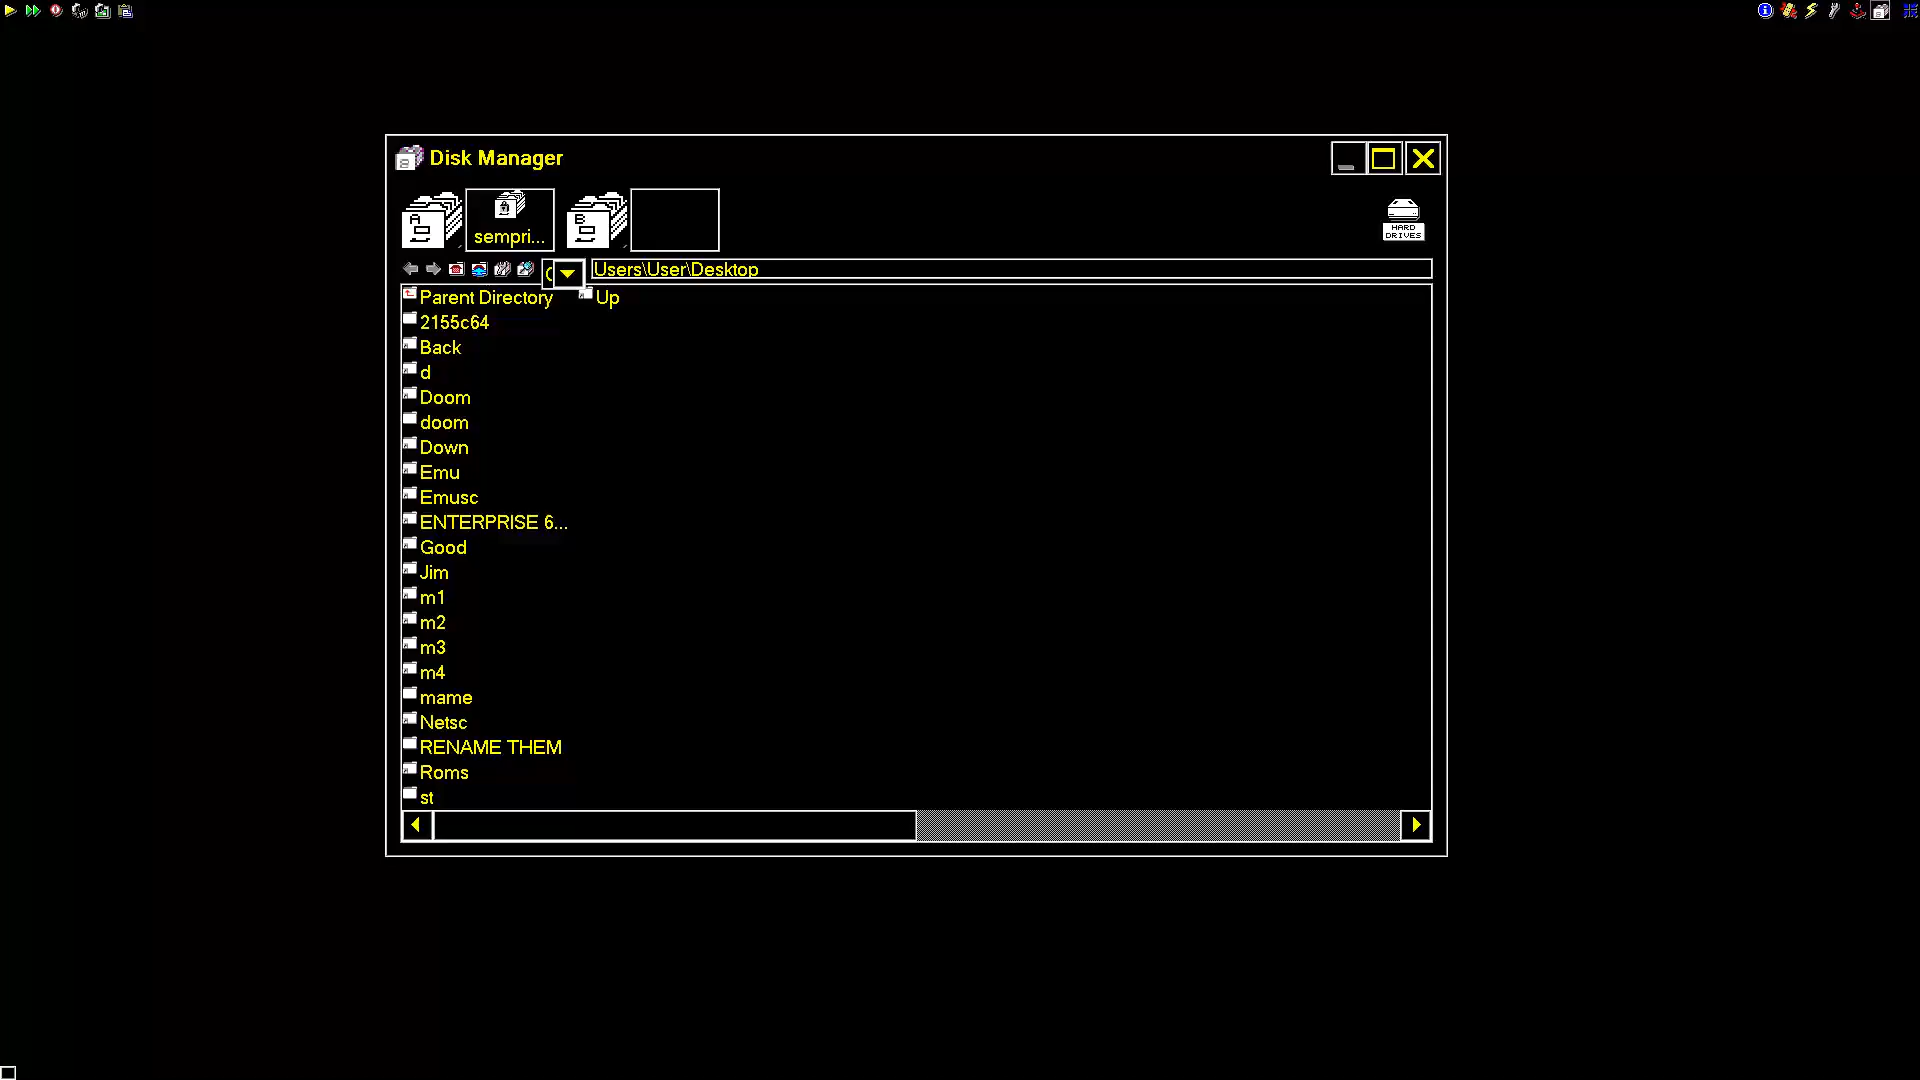 Disk Manager
A
sempri...
B
HARD
DRIVES
Users\User\Desktop
Parent Directory
Up
2155c64
Back
d
Doom
doom
Down
Emu
Emusc
ENTERPRISE 6...
Good
Jim
m1
m2
m3
m4
mame
Netsc
RENAME THEM
Roms
st